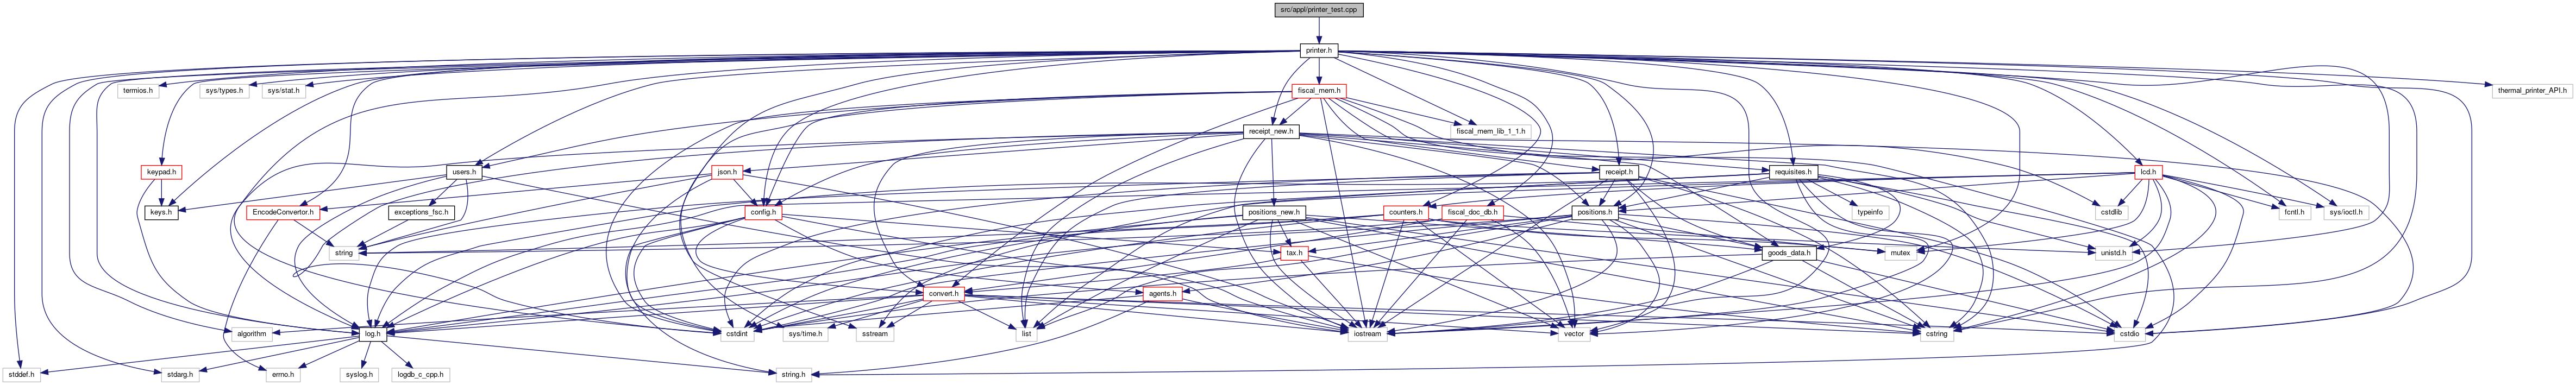 src/appl/printer_test.cpp
printer.h
termios.h
sys/types.h
sys/stat.h
fiscal_mem.h
thermal_printer_API.h
receipt_new.h
fiscal_mem_lib_1_1.h
keypad.h
users.h
json.h
receipt.h
requisites.h
lcd.h
keys.h
EncodeConvertor.h
exceptions_fsc.h
config.h
positions_new.h
counters.h
fiscal_doc_db.h
positions.h
typeinfo
cstdlib
fcntl.h
sys/ioctl.h
string
tax.h
goods_data.h
mutex
unistd.h
convert.h
agents.h
algorithm
log.h
cstdint
sys/time.h
sstream
list
iostream
vector
cstring
cstdio
stddef.h
stdarg.h
errno.h
syslog.h
logdb_c_cpp.h
string.h